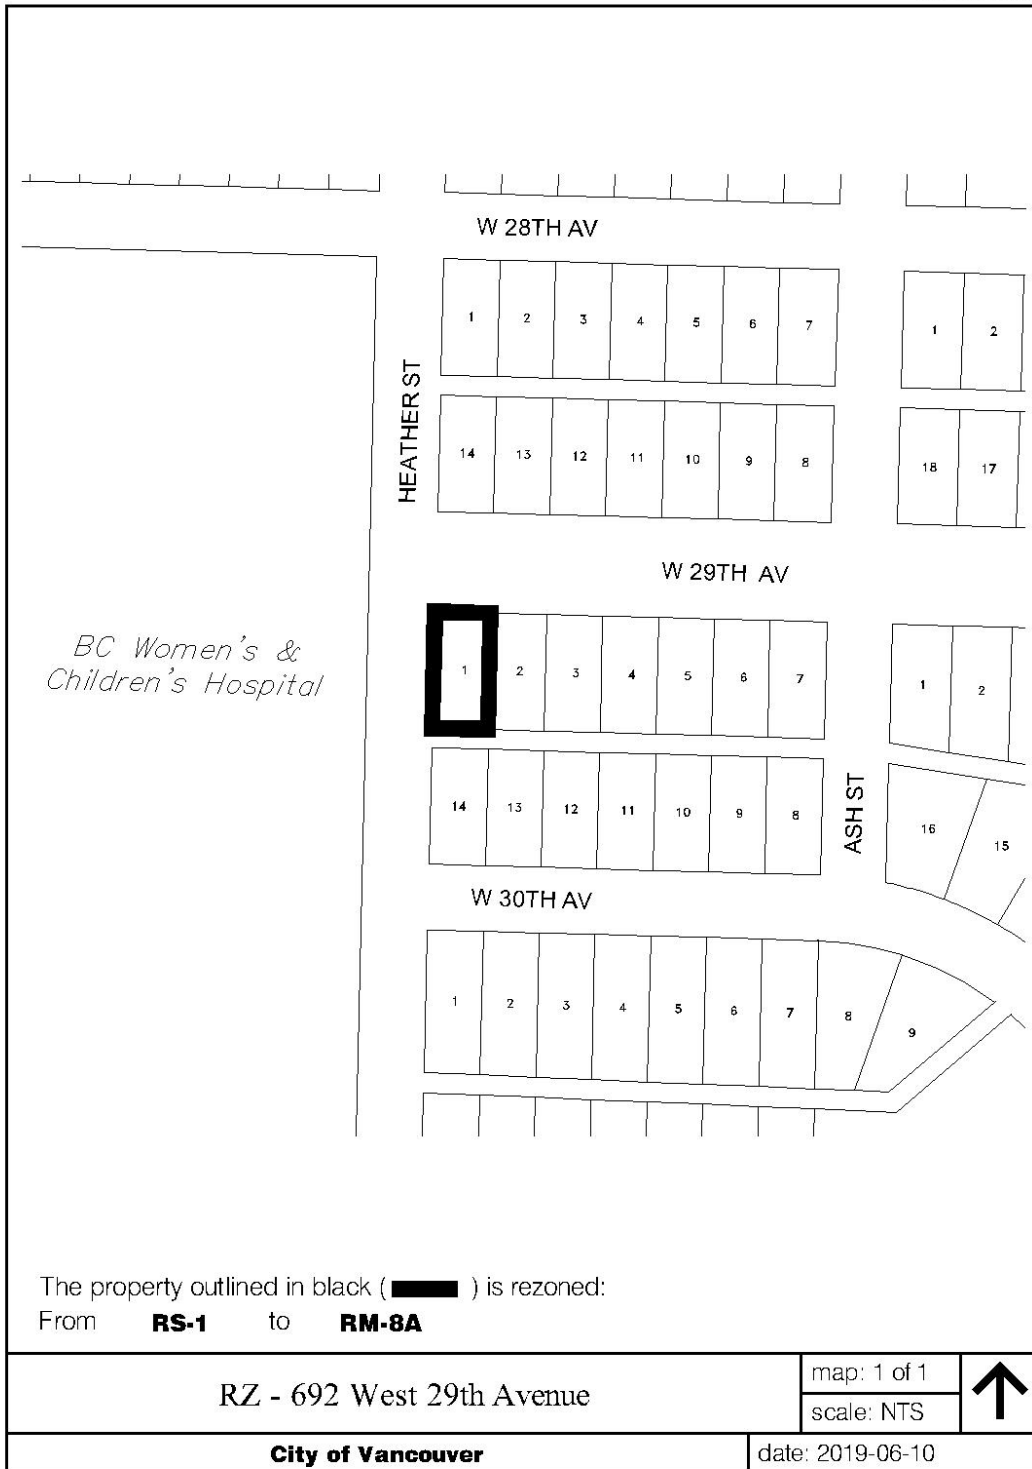 W 28TH AV
1 2 3 4 5 6 7 1 2
HEATHER ST
14 13 12 11 10 9 8 18 17
W 29TH AV
BC Women's &
Children's Hospital
1 2 3 4 5 6 7 1 2
ASH ST
14 13 12 11 10 9 8 16 15
W 30TH AV
1 2 3 4 5 6 7 8 9
The property outlined in black ( ) is rezoned:
From RS-1 to RM-8A
RZ - 692 West 29th Avenue
map: 1 of 1
scale: NTS
City of Vancouver
date: 2019-06-10